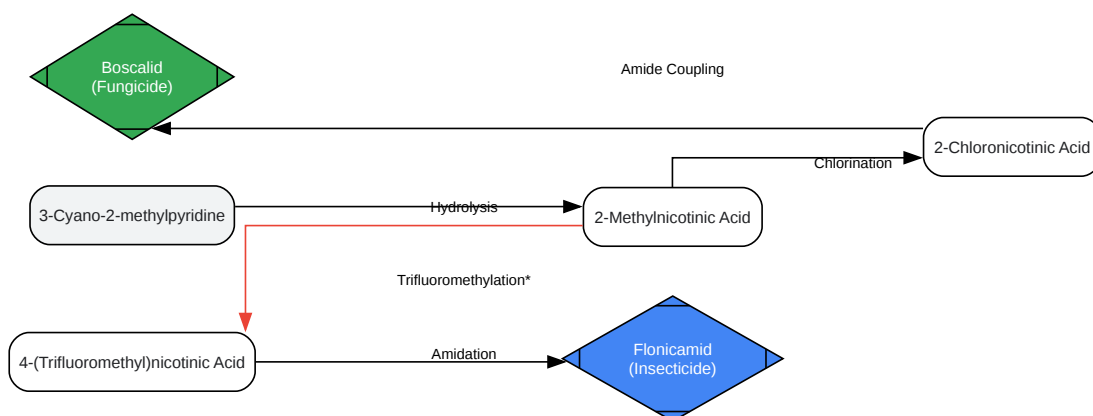 Boscalid
(Fungicide)
Amide Coupling
2-Chloronicotinic Acid
Chlorination
3-Cyano-2-methylpyridine
Hydrolysis
2-Methylnicotinic Acid
Trifluoromethylation*
4-(Trifluoromethyl)nicotinic Acid
Amidation
Flonicamid
(Insecticide)